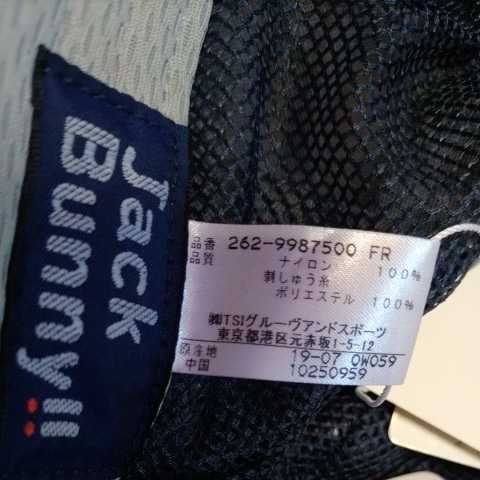 Jack
Bunny!!
品番 262-9987500 FR
品質 ナイロン 100%
刺しゅう糸
ポリエステル 100%
㈱TSIグルーヴアンドスポーツ
東京都港区元赤坂1-5-12
原産地 19-07 0W059
中国 10250959